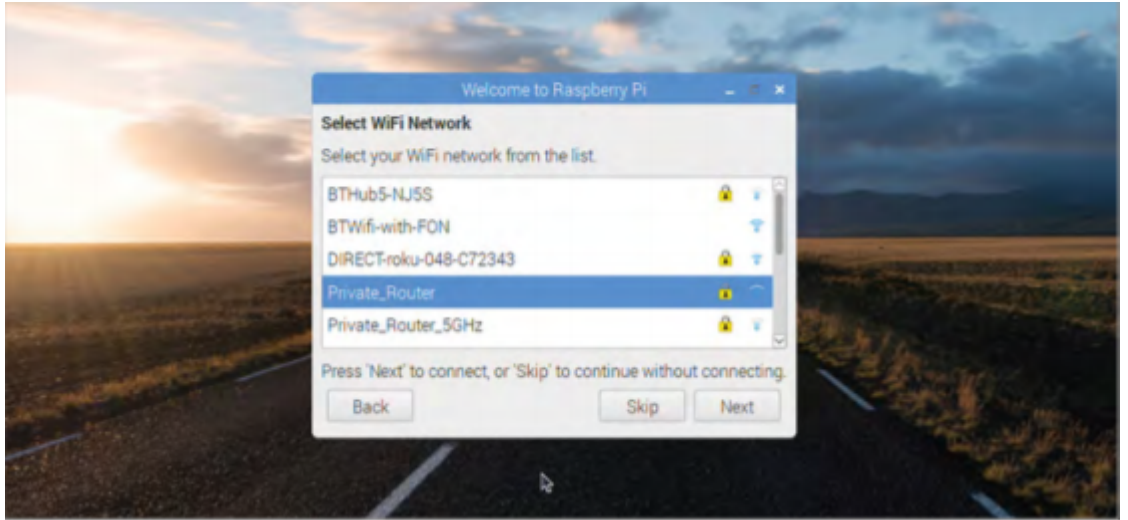 Welcome to Raspberry Pi
Select WiFi Network
Select your WiFi network from the list.
BTHub5-NJ5S
BTWifi-with-FON
DIRECT-roku-048-C72343
Private_Router
Private_Router_5GHz
Press 'Next' to connect, or 'Skip' to continue without connecting.
Back Skip Next